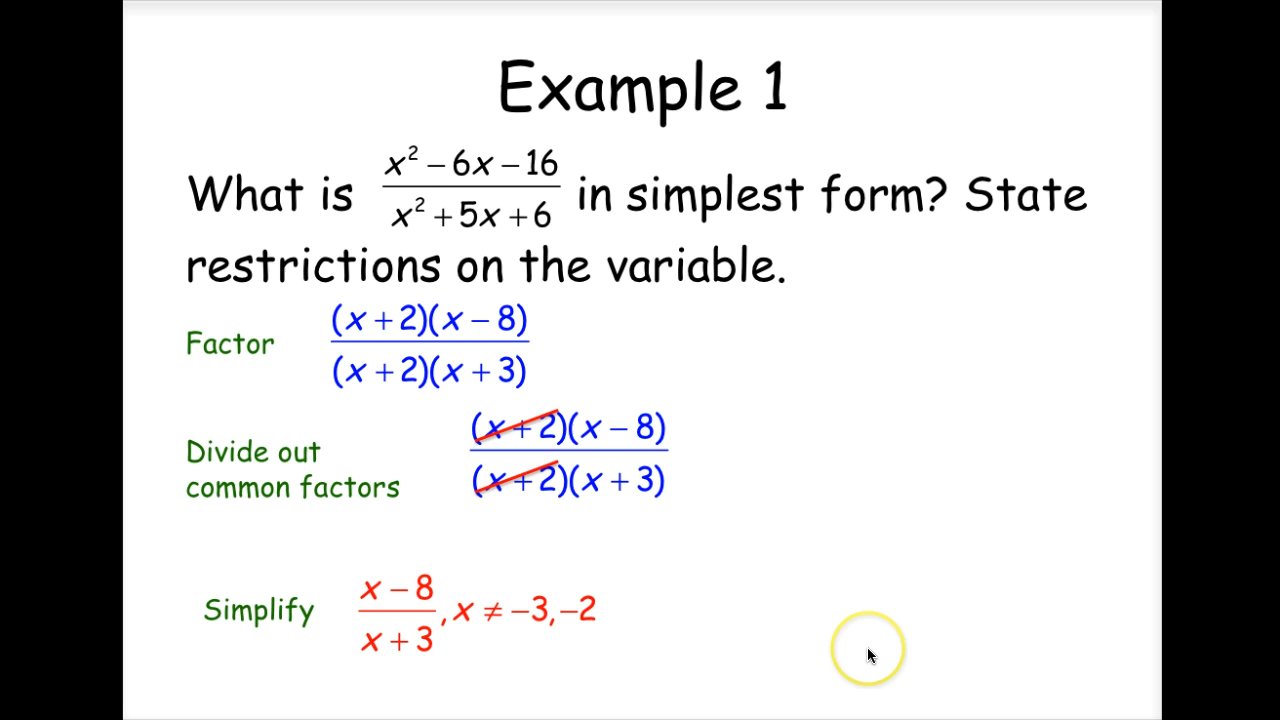 Example 1
What is (x² − 6x − 16)/(x² + 5x + 6) in simplest form? State
restrictions on the variable.
Factor (x + 2)(x − 8)/(x + 2)(x + 3)
Divide out
common factors (x + 2)(x − 8)/(x + 2)(x + 3)
Simplify x − 8/x + 3, x ≠ −3, −2